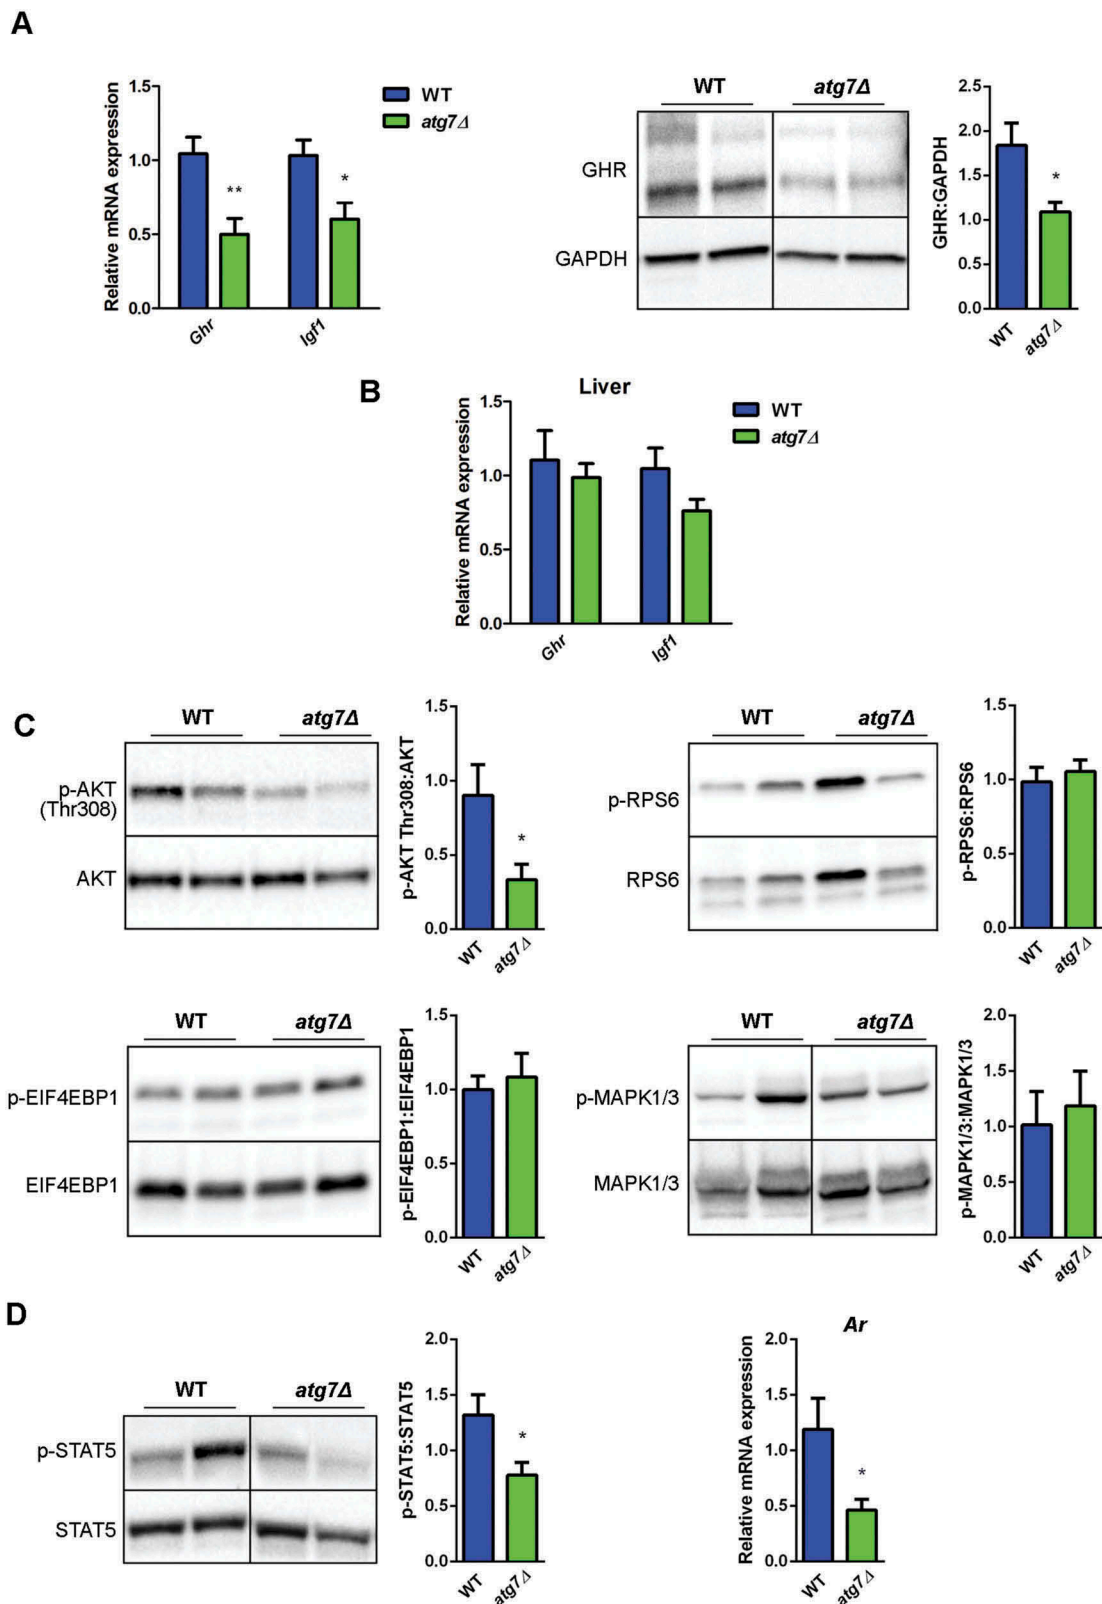 A
Relative mRNA expression
1.5
1.0
0.5
0.0
**
*
Ghr
Igf1
WT
atg7Δ
WT
atg7Δ
GHR
GAPDH
GHR:GAPDH
2.5
2.0
1.5
1.0
0.5
0.0
*
WT
atg7Δ
B
Liver
Relative mRNA expression
1.5
1.0
0.5
0.0
Ghr
Igf1
WT
atg7Δ
C
WT
atg7Δ
p-AKT
(Thr308)
AKT
p-AKT Thr308:AKT
1.5
1.0
0.5
0.0
*
WT
atg7Δ
WT
atg7Δ
p-RPS6
RPS6
p-RPS6:RPS6
1.5
1.0
0.5
0.0
WT
atg7Δ
WT
atg7Δ
p-EIF4EBP1
EIF4EBP1
p-EIF4EBP1:EIF4EBP1
1.5
1.0
0.5
0.0
WT
atg7Δ
WT
atg7Δ
p-MAPK1/3
MAPK1/3
p-MAPK1/3:MAPK1/3
2.0
1.5
1.0
0.5
0.0
WT
atg7Δ
D
WT
atg7Δ
p-STAT5
STAT5
p-STAT5:STAT5
2.0
1.5
1.0
0.5
0.0
*
WT
atg7Δ
Ar
Relative mRNA expression
2.0
1.5
1.0
0.5
0.0
*
WT
atg7Δ